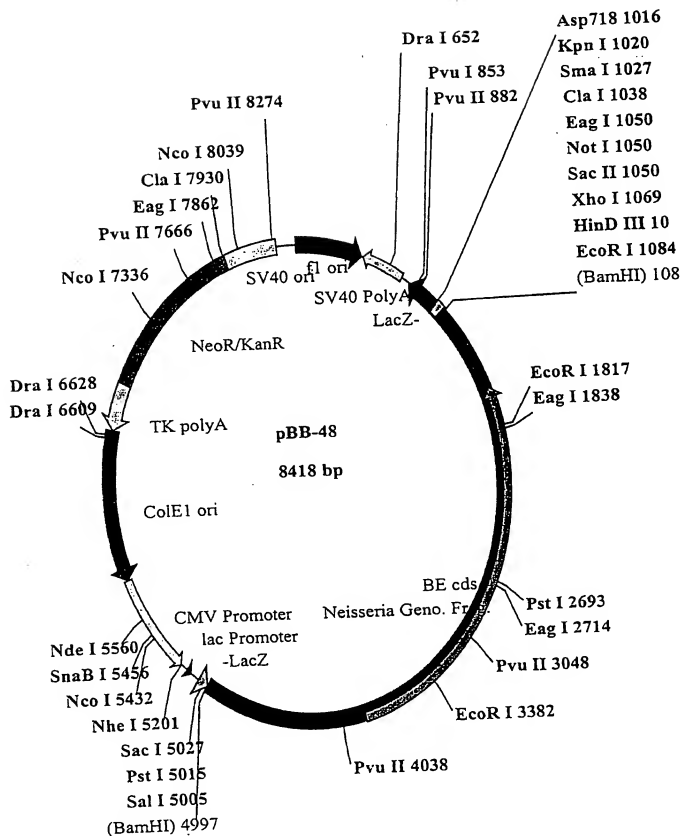 Asp718 1016
Kpn I 1020
Sma I 1027
Cla I 1038
Eag I 1050
Not I 1050
Sac II 1050
Xho I 1069
HinD III 10
EcoR I 1084
(BamHI) 108
Dra I 652
Pvu I 853
Pvu II 882
Pvu II 8274
Nco I 8039
Cla I 7930
Eag I 7862
Pvu II 7666
Nco I 7336
SV40 ori
f1 ori
SV40 PolyA
LacZ-
NeoR/KanR
EcoR I 1817
Eag I 1838
Dra I 6628
Dra I 6609
TK polyA
pBB-48
8418 bp
ColE1 ori
BE cds
Neisseria Geno. Fr
Pst I 2693
Eag I 2714
Pvu II 3048
EcoR I 3382
Pvu II 4038
CMV Promoter
lac Promoter
-LacZ
Nde I 5560
SnaB I 5456
Nco I 5432
Nhe I 5201
Sac I 5027
Pst I 5015
Sal I 5005
(BamHI) 4997